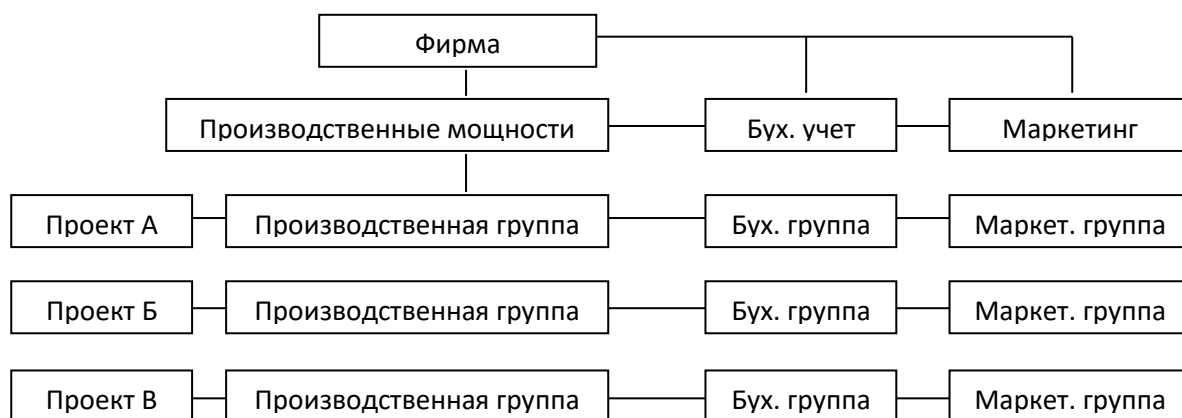 Фирма
Производственные мощности
Бух. учет
Маркетинг
Проект А
Производственная группа
Бух. группа
Маркет. группа
Проект Б
Производственная группа
Бух. группа
Маркет. группа
Проект В
Производственная группа
Бух. группа
Маркет. группа